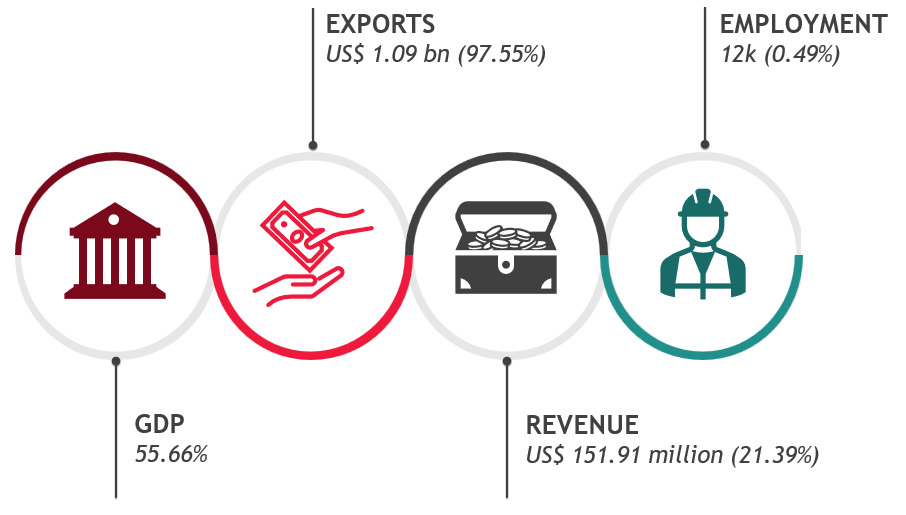 EXPORTS
US$ 1.09 bn (97.55%)
EMPLOYMENT
12k (0.49%)
GDP
55.66%
REVENUE
US$ 151.91 million (21.39%)